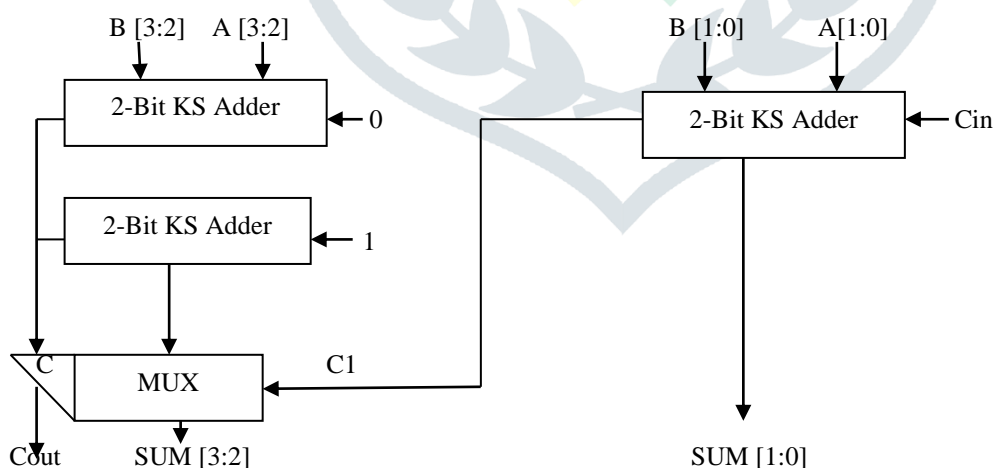 B [3:2] A [3:2]
B [1:0] A[1:0]
2-Bit KS Adder
0
2-Bit KS Adder
Cin
2-Bit KS Adder
1
C
MUX
C1
Cout
SUM [3:2]
SUM [1:0]